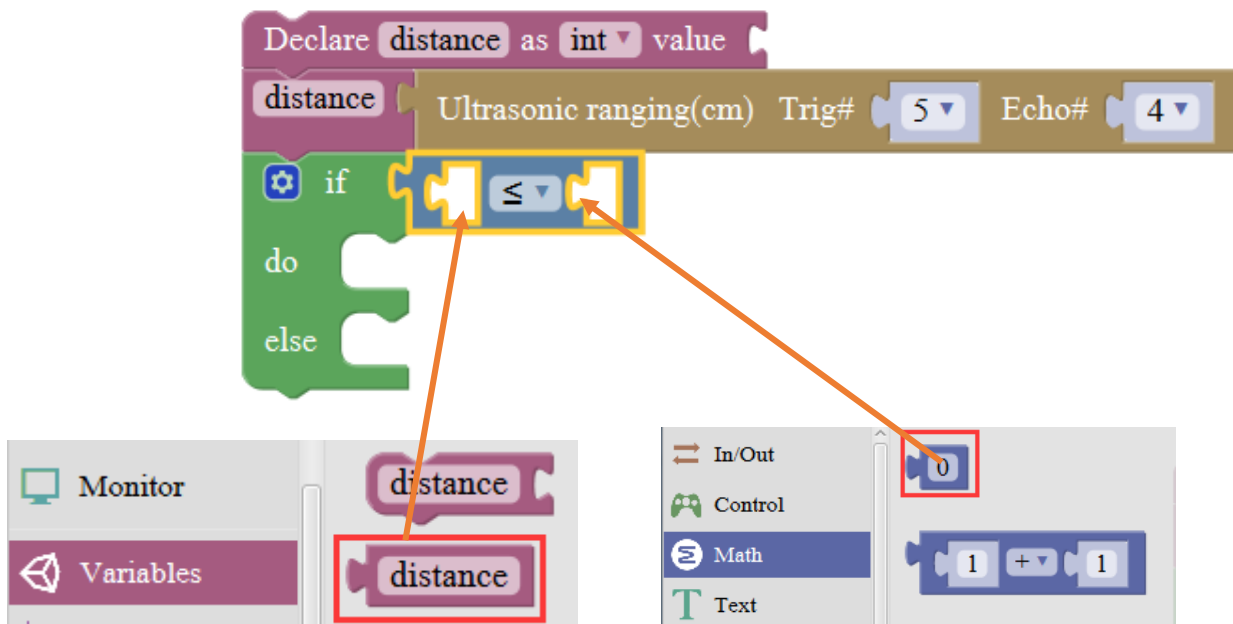 Declare distance as int value
distance Ultrasonic ranging(cm) Trig# 5 Echo# 4
if ≤
do
else
Monitor
Variables
distance
distance
In/Out
Control
Math
Text
0
1 + 1